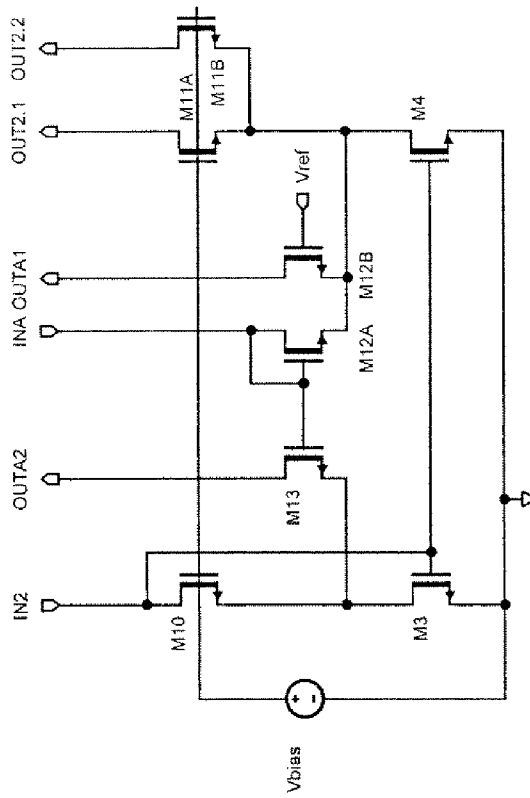 IN2
OUTA2
INA
OUTA1
OUT2.1
OUT2.2
M10
M11A
M11B
Vref
M13
M12A
M12B
M3
M4
Vbias
+
-